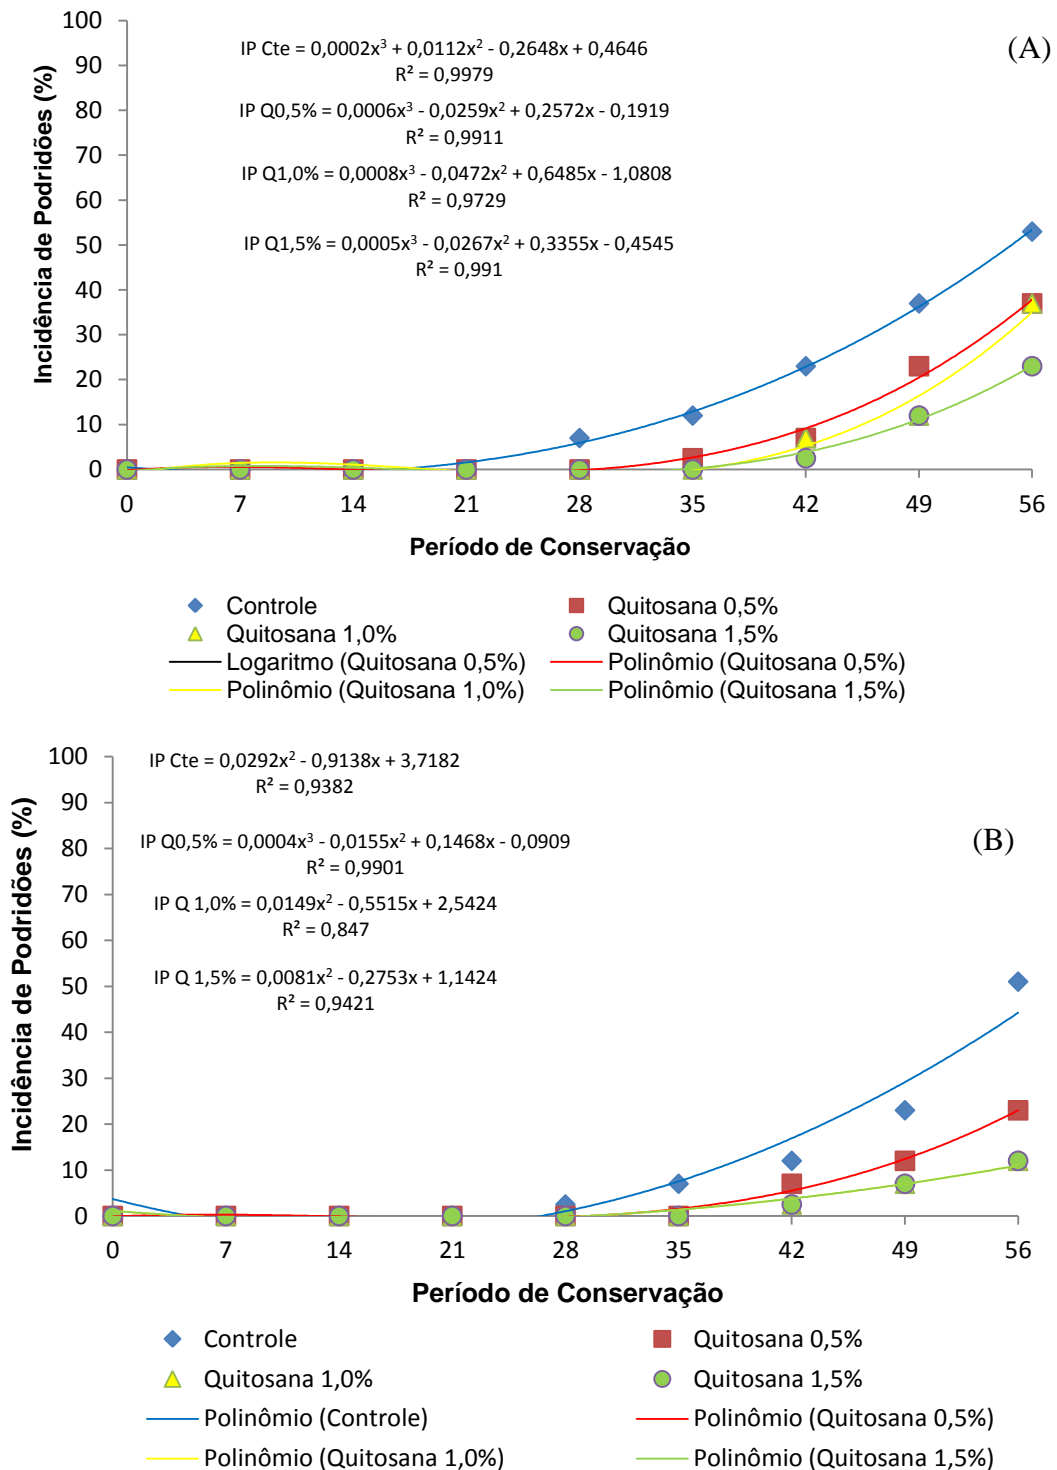 100
90
80
70
60
50
40
30
20
10
0
Incidência de Podridões (%)
IP Cte = 0,0002x³ + 0,0112x² - 0,2648x + 0,4646
R² = 0,9979
IP Q0,5% = 0,0006x³ - 0,0259x² + 0,2572x - 0,1919
R² = 0,9911
IP Q1,0% = 0,0008x³ - 0,0472x² + 0,6485x - 1,0808
R² = 0,9729
IP Q1,5% = 0,0005x³ - 0,0267x² + 0,3355x - 0,4545
R² = 0,991
(A)
0 7 14 21 28 35 42 49 56
Período de Conservação
Controle Quitosana 0,5%
Quitosana 1,0% Quitosana 1,5%
Logaritmo (Quitosana 0,5%) Polinômio (Quitosana 0,5%)
Polinômio (Quitosana 1,0%) Polinômio (Quitosana 1,5%)
100
90
80
70
60
50
40
30
20
10
0
Incidência de Podridões (%)
IP Cte = 0,0292x² - 0,9138x + 3,7182
R² = 0,9382
IP Q0,5% = 0,0004x³ - 0,0155x² + 0,1468x - 0,0909
R² = 0,9901
IP Q 1,0% = 0,0149x² - 0,5515x + 2,5424
R² = 0,847
IP Q 1,5% = 0,0081x² - 0,2753x + 1,1424
R² = 0,9421
(B)
0 7 14 21 28 35 42 49 56
Período de Conservação
Controle Quitosana 0,5%
Quitosana 1,0% Quitosana 1,5%
Polinômio (Controle) Polinômio (Quitosana 0,5%)
Polinômio (Quitosana 1,0%) Polinômio (Quitosana 1,5%)